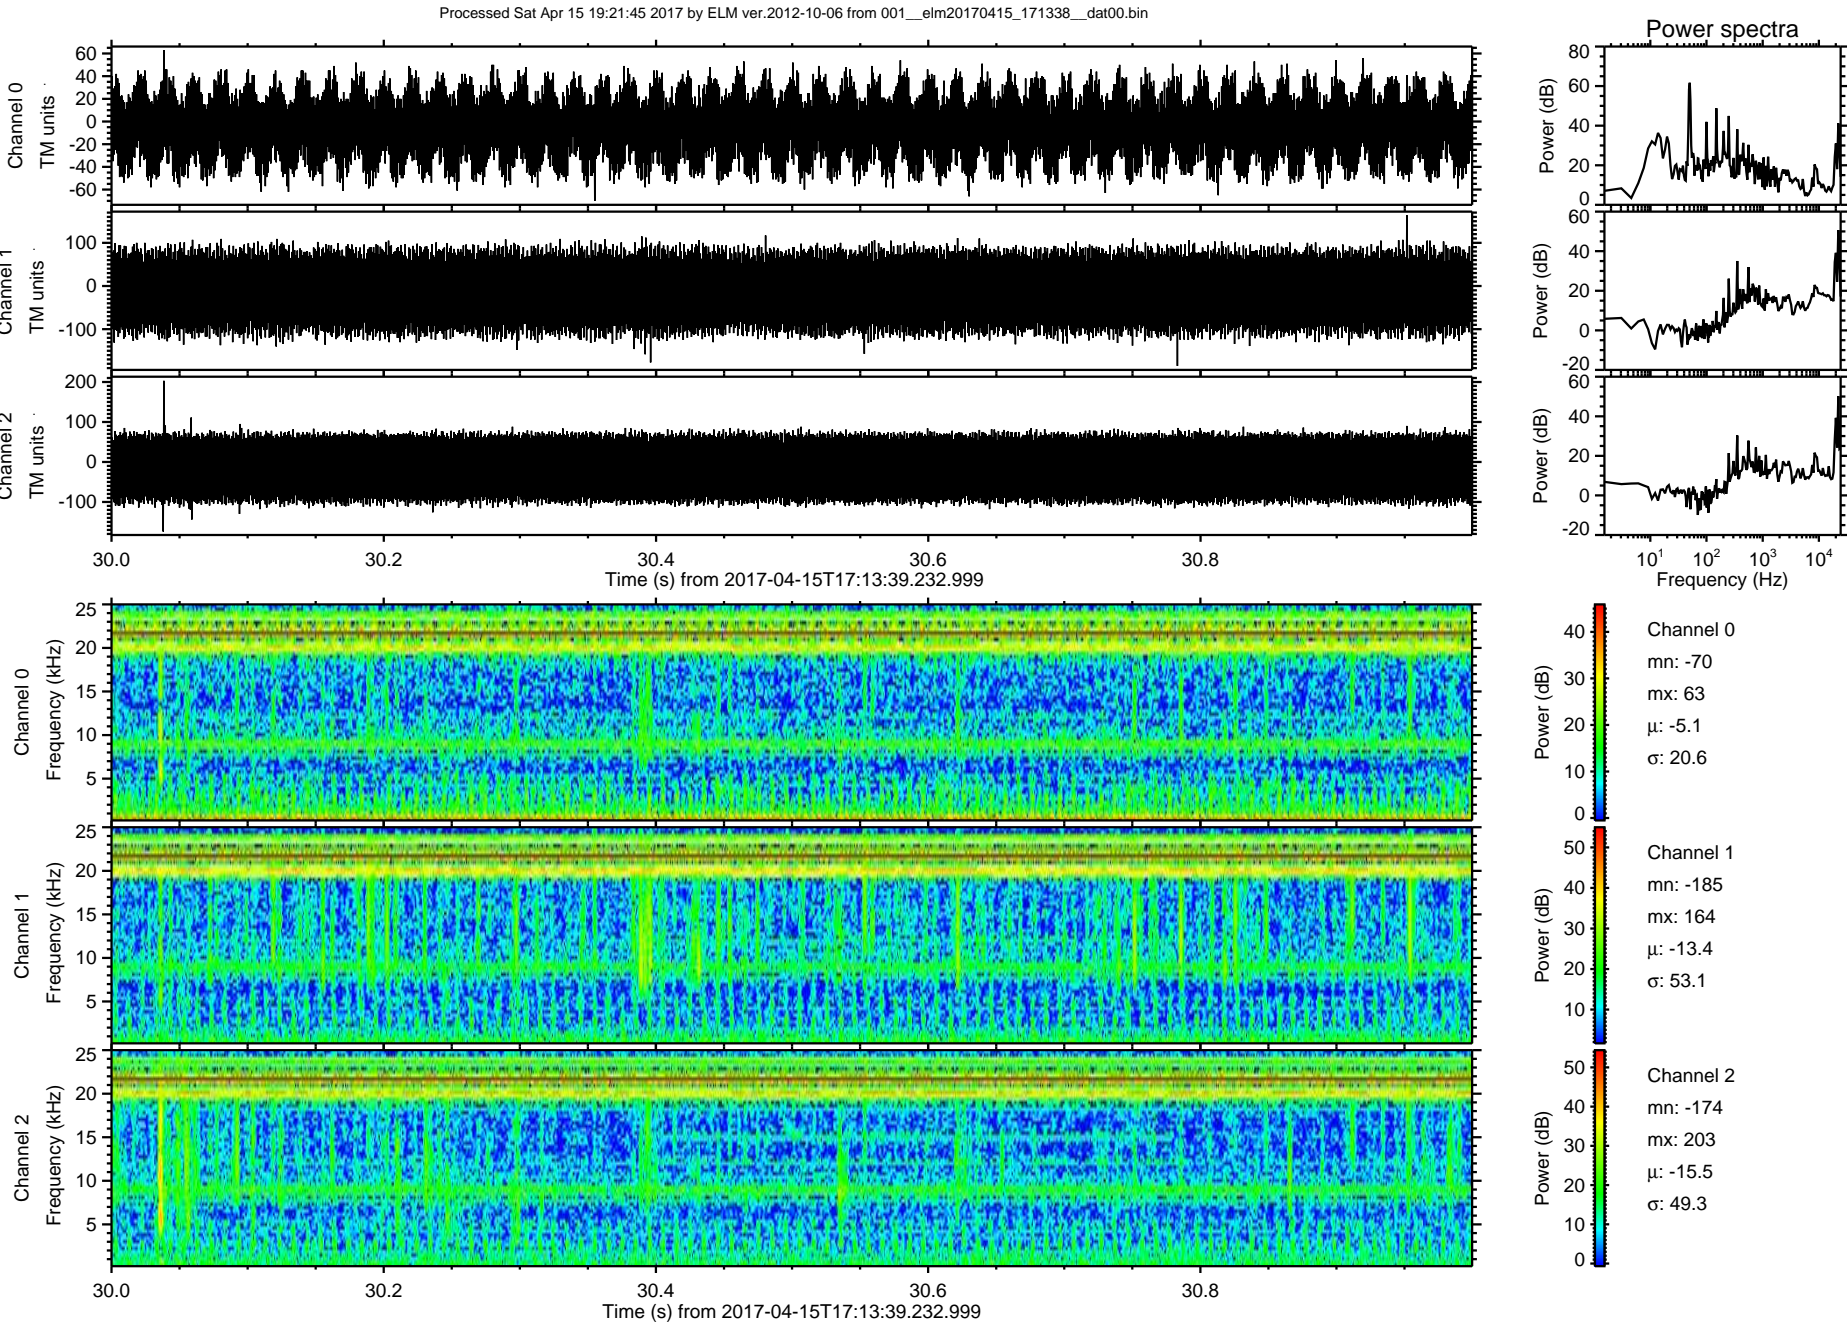 Processed Sat Apr 15 19:21:45 2017 by ELM ver.2012-10-06 from 001__elm20170415_171338__dat00.bin
Power spectra
Channel 0
TM units
60
40
20
0
-20
-40
-60
Power (dB)
80
60
40
20
0
Channel 1
TM units
100
0
-100
Power (dB)
60
40
20
0
-20
Channel 2
TM units
200
100
0
-100
Power (dB)
60
40
20
0
-20
30.0 30.2 30.4 30.6 30.8
Time (s) from 2017-04-15T17:13:39.232.999
10¹ 10² 10³ 10⁴
Frequency (Hz)
Channel 0
Frequency (kHz)
25
20
15
10
5
Power (dB)
40
30
20
10
0
Channel 0
mn: -70
mx: 63
µ: -5.1
σ: 20.6
Channel 1
Frequency (kHz)
25
20
15
10
5
Power (dB)
50
40
30
20
10
Channel 1
mn: -185
mx: 164
µ: -13.4
σ: 53.1
Channel 2
Frequency (kHz)
25
20
15
10
5
Power (dB)
50
40
30
20
10
0
Channel 2
mn: -174
mx: 203
µ: -15.5
σ: 49.3
30.0 30.2 30.4 30.6 30.8
Time (s) from 2017-04-15T17:13:39.232.999